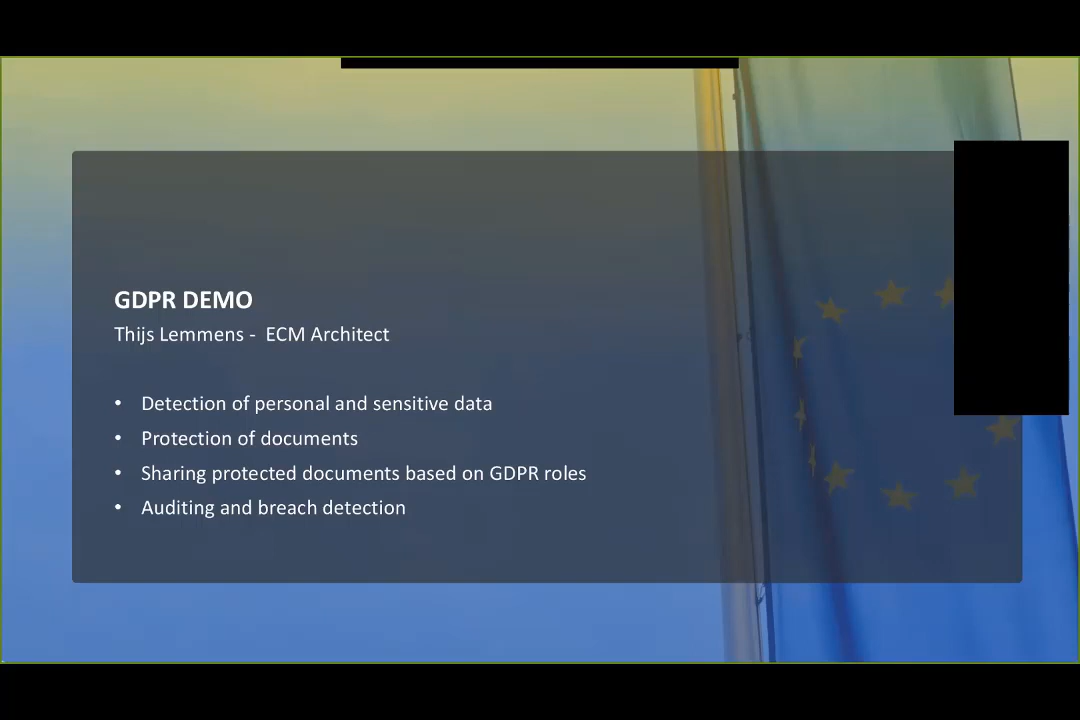 GDPR DEMO
Thijs Lemmens - ECM Architect
• Detection of personal and sensitive data
• Protection of documents
• Sharing protected documents based on GDPR roles
• Auditing and breach detection